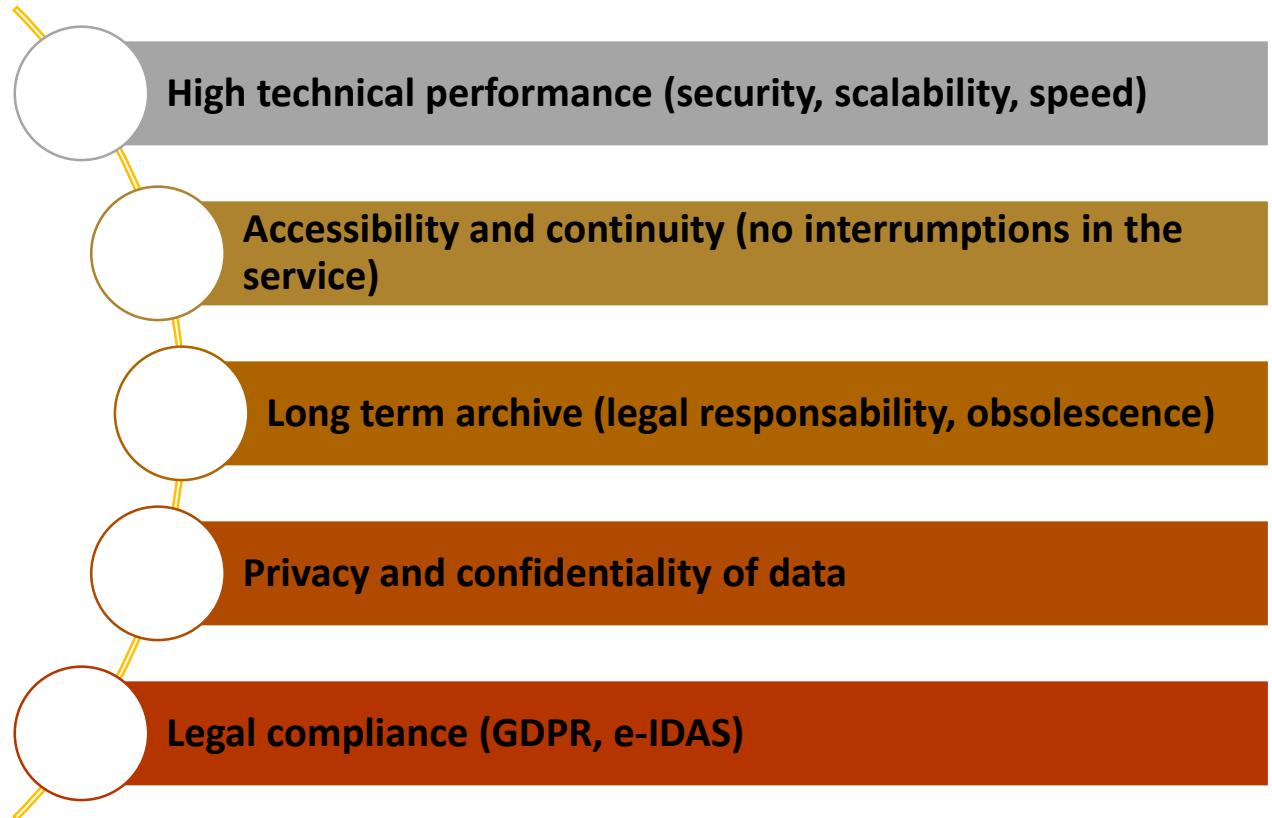 High technical performance (security, scalability, speed)
Accessibility and continuity (no interrumptions in the
service)
Long term archive (legal responsability, obsolescence)
Privacy and confidentiality of data
Legal compliance (GDPR, e-IDAS)